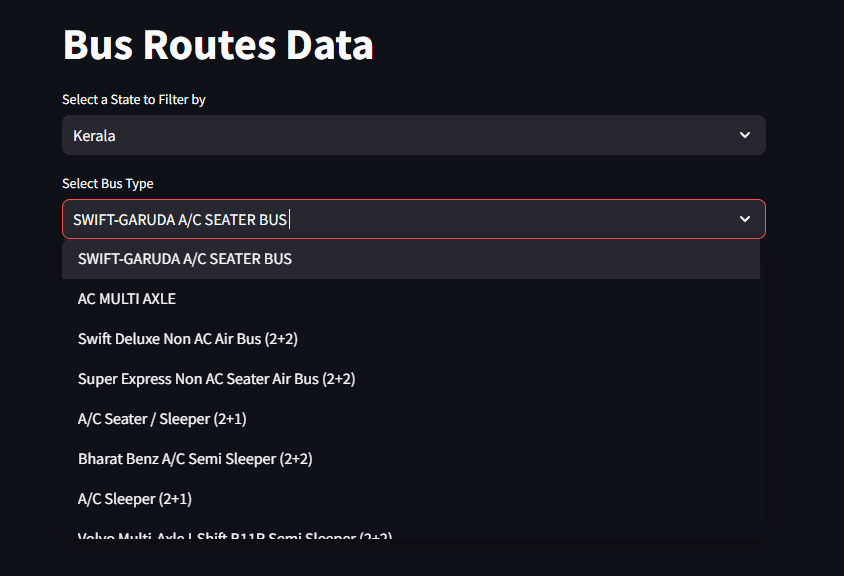 Bus Routes Data
Select a State to Filter by
Kerala
Select Bus Type
SWIFT-GARUDA A/C SEATER BUS
SWIFT-GARUDA A/C SEATER BUS
AC MULTI AXLE
Swift Deluxe Non AC Air Bus (2+2)
Super Express Non AC Seater Air Bus (2+2)
A/C Seater / Sleeper (2+1)
Bharat Benz A/C Semi Sleeper (2+2)
A/C Sleeper (2+1)
Volvo Multi-Axle I-Shift B11R Semi Sleeper (2+2)